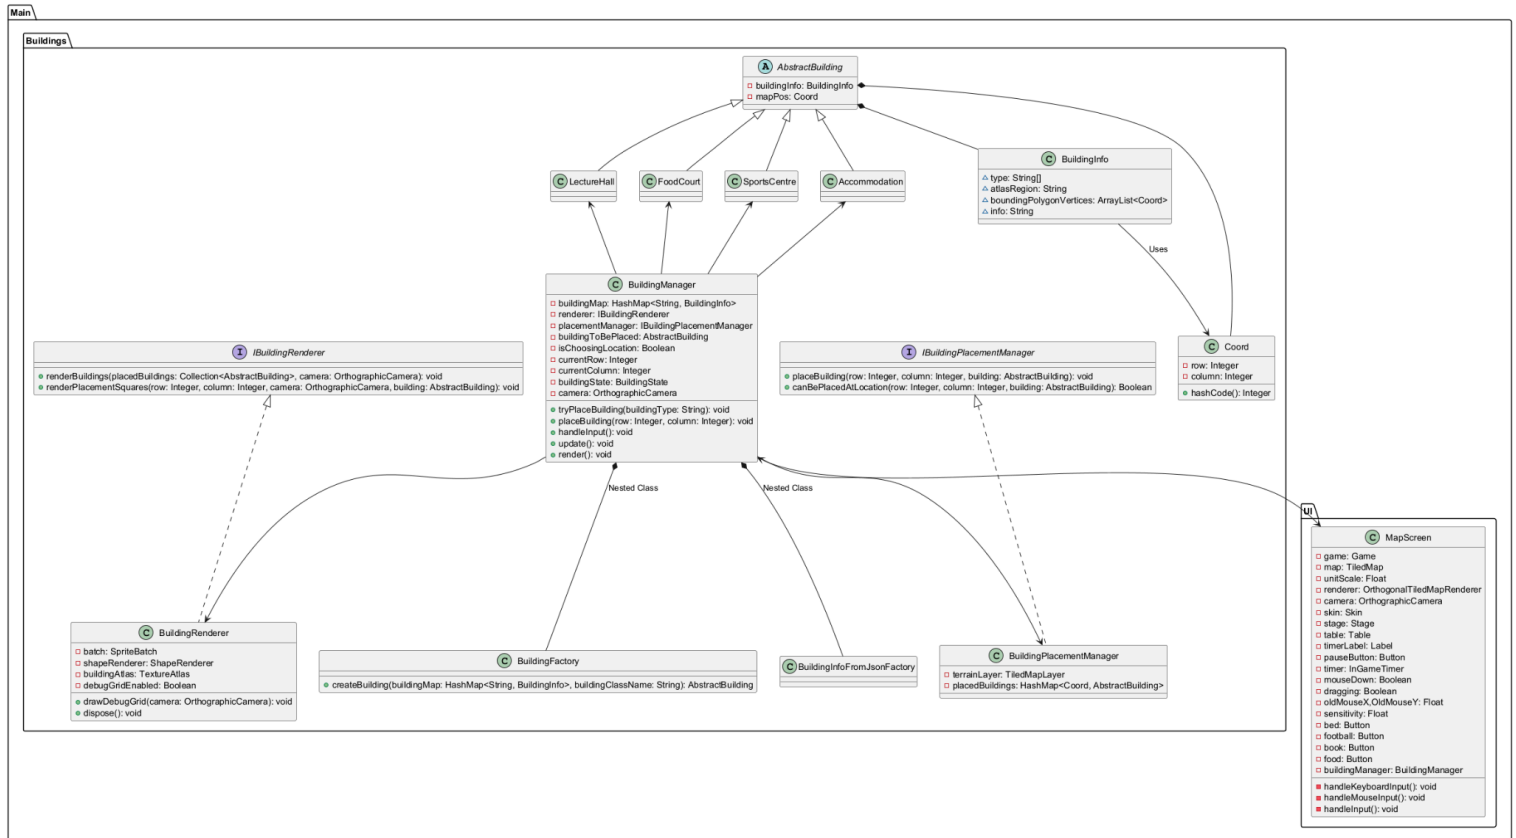 Main
Buildings
A AbstractBuilding
buildingInfo: BuildingInfo
mapPos: Coord
C BuildingInfo
type: String[]
atlasRegion: String
boundingPolygonVertices: ArrayList<Coord>
info: String
C LectureHall
C FoodCourt
C SportsCentre
C Accommodation
Uses
C BuildingManager
buildingMap: HashMap<String, BuildingInfo>
renderer: IBuildingRenderer
placementManager: IBuildingPlacementManager
buildingToBePlaced: AbstractBuilding
isChoosingLocation: Boolean
currentRow: Integer
currentColumn: Integer
buildingState: BuildingState
camera: OrthographicCamera
tryPlaceBuilding(buildingType: String): void
placeBuilding(row: Integer, column: Integer): void
handleInput(): void
update(): void
render(): void
I IBuildingRenderer
renderBuildings(placedBuildings: Collection<AbstractBuilding>, camera: OrthographicCamera): void
renderPlacementSquares(row: Integer, column: Integer, camera: OrthographicCamera, building: AbstractBuilding): void
I IBuildingPlacementManager
placeBuilding(row: Integer, column: Integer, building: AbstractBuilding): void
canBePlacedAtLocation(row: Integer, column: Integer, building: AbstractBuilding): Boolean
C Coord
row: Integer
column: Integer
hashCode(): Integer
Nested Class
Nested Class
UI
C MapScreen
game: Game
map: TiledMap
unitScale: Float
renderer: OrthogonalTiledMapRenderer
camera: OrthographicCamera
skin: Skin
stage: Stage
table: Table
timerLabel: Label
pauseButton: Button
timer: InGameTimer
mouseDown: Boolean
dragging: Boolean
oldMouseX,OldMouseY: Float
sensitivity: Float
bed: Button
football: Button
book: Button
food: Button
buildingManager: BuildingManager
handleKeyboardInput(): void
handleMouseInput(): void
handleInput(): void
C BuildingRenderer
batch: SpriteBatch
shapeRenderer: ShapeRenderer
buildingAtlas: TextureAtlas
debugGridEnabled: Boolean
drawDebugGrid(camera: OrthographicCamera): void
dispose(): void
C BuildingFactory
createBuilding(buildingMap: HashMap<String, BuildingInfo>, buildingClassName: String): AbstractBuilding
C BuildingInfoFromJsonFactory
C BuildingPlacementManager
terrainLayer: TiledMapLayer
placedBuildings: HashMap<Coord, AbstractBuilding>